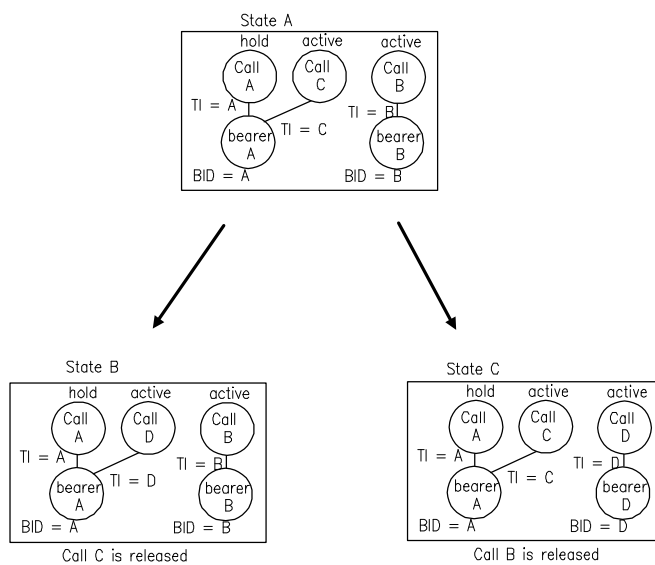 State A
hold active active
Call A
Call C
Call B
TI = A
TI = C
TI = B
bearer A
bearer B
BID = A
BID = B
State B
hold active active
Call A
Call D
Call B
TI = A
TI = D
TI = B
bearer A
bearer B
BID = A
BID = B
Call C is released
State C
hold active active
Call A
Call C
Call D
TI = A
TI = C
TI = D
bearer A
bearer D
BID = A
BID = D
Call B is released